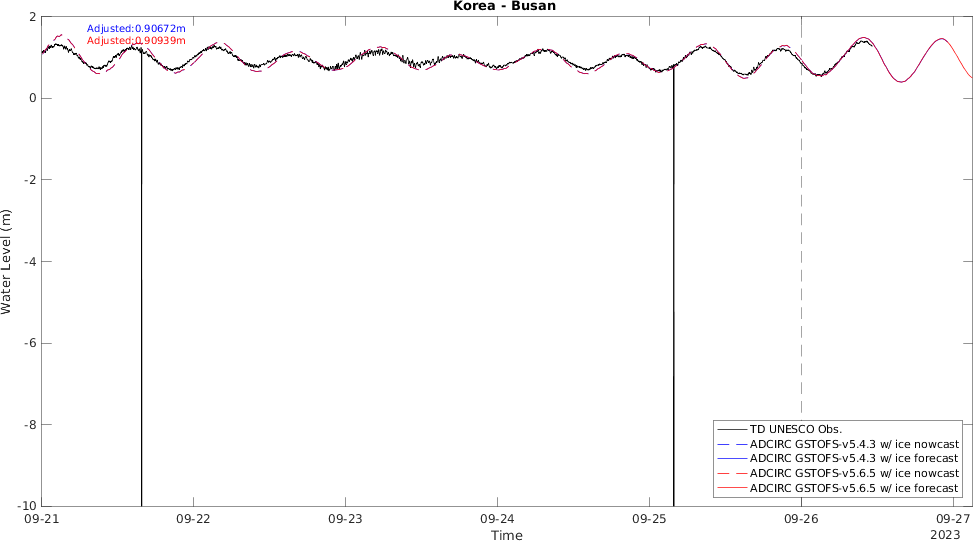 Korea - Busan
Adjusted:0.90672m
Adjusted:0.90939m
2
0
-2
-4
-6
-8
-10
Water Level (m)
09-21
09-22
09-23
09-24
09-25
09-26
09-27
Time
2023
TD UNESCO Obs.
ADCIRC GSTOFS-v5.4.3 w/ ice nowcast
ADCIRC GSTOFS-v5.4.3 w/ ice forecast
ADCIRC GSTOFS-v5.6.5 w/ ice nowcast
ADCIRC GSTOFS-v5.6.5 w/ ice forecast